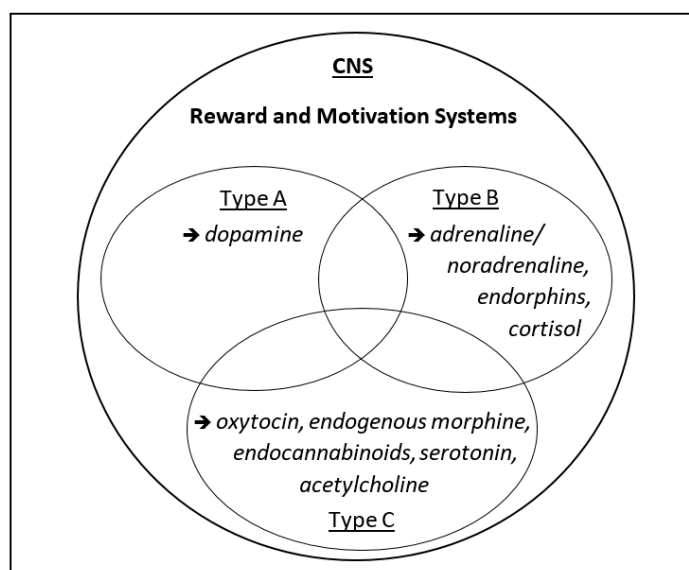 CNS
Reward and Motivation Systems
Type A
➔ dopamine
Type B
➔ adrenaline/
noradrenaline,
endorphins,
cortisol
➔ oxytocin, endogenous morphine,
endocannabinoids, serotonin,
acetylcholine
Type C